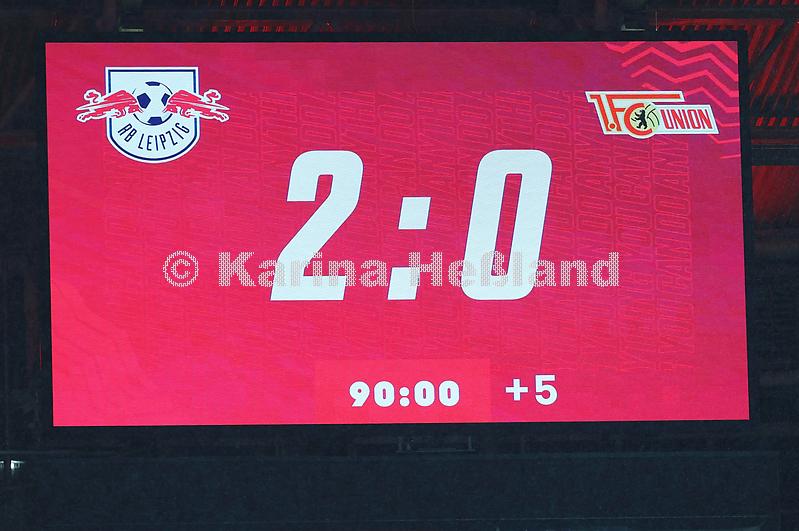 RB LEIPZIG
1.FC UNION
2:0
© Karina Heßland
90:00 +5